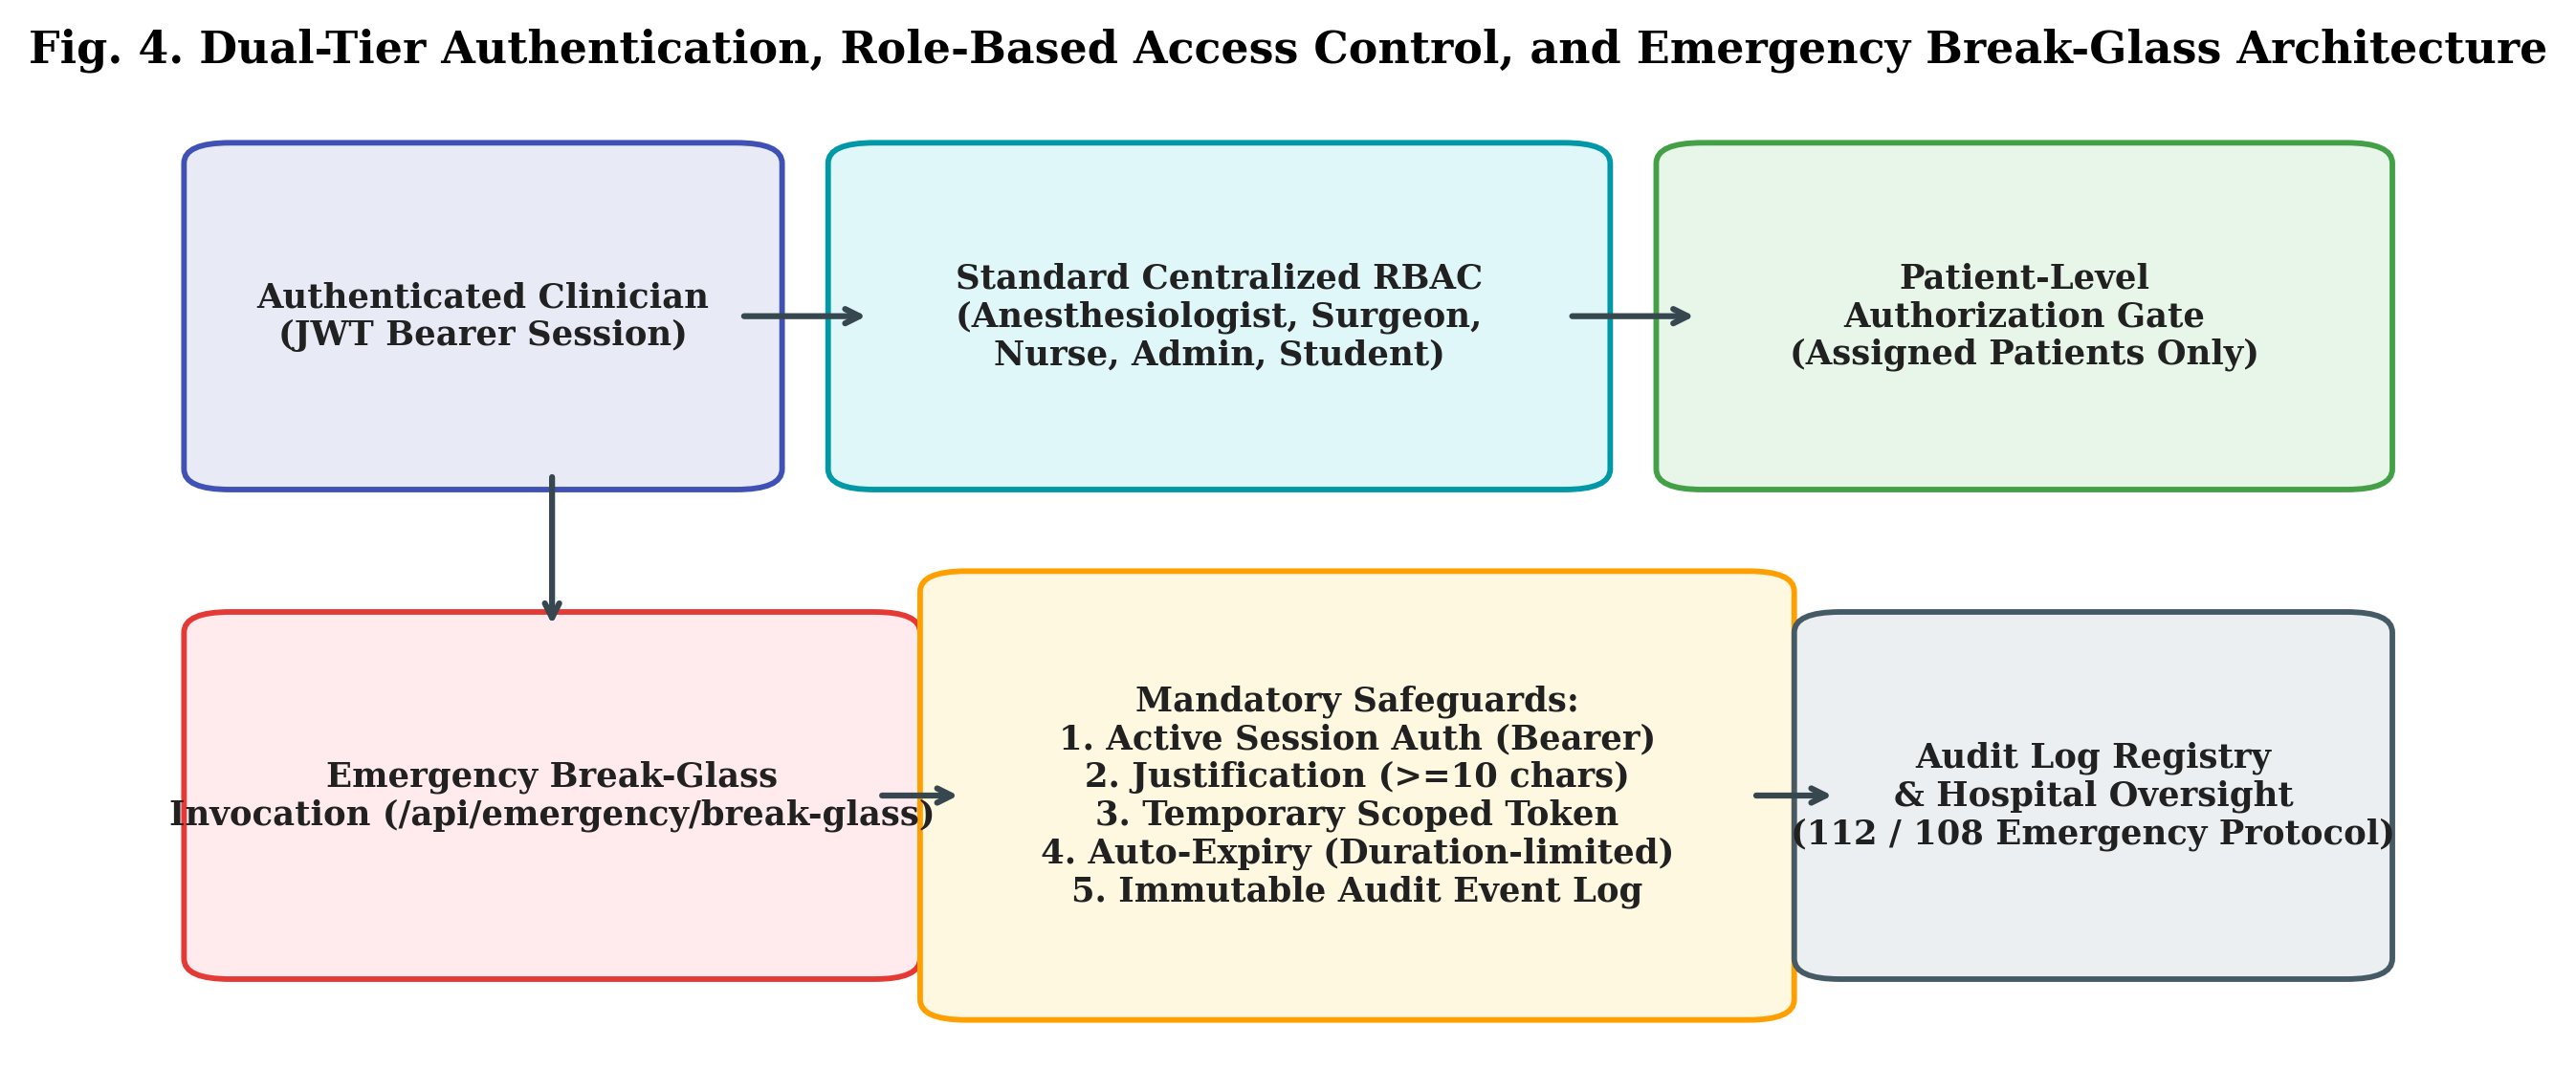 Fig. 4. Dual-Tier Authentication, Role-Based Access Control, and Emergency Break-Glass Architecture
Authenticated Clinician
(JWT Bearer Session)
Standard Centralized RBAC
(Anesthesiologist, Surgeon,
Nurse, Admin, Student)
Patient-Level
Authorization Gate
(Assigned Patients Only)
Emergency Break-Glass
Invocation (/api/emergency/break-glass)
Mandatory Safeguards:
1. Active Session Auth (Bearer)
2. Justification (>=10 chars)
3. Temporary Scoped Token
4. Auto-Expiry (Duration-limited)
5. Immutable Audit Event Log
Audit Log Registry
& Hospital Oversight
(112 / 108 Emergency Protocol)